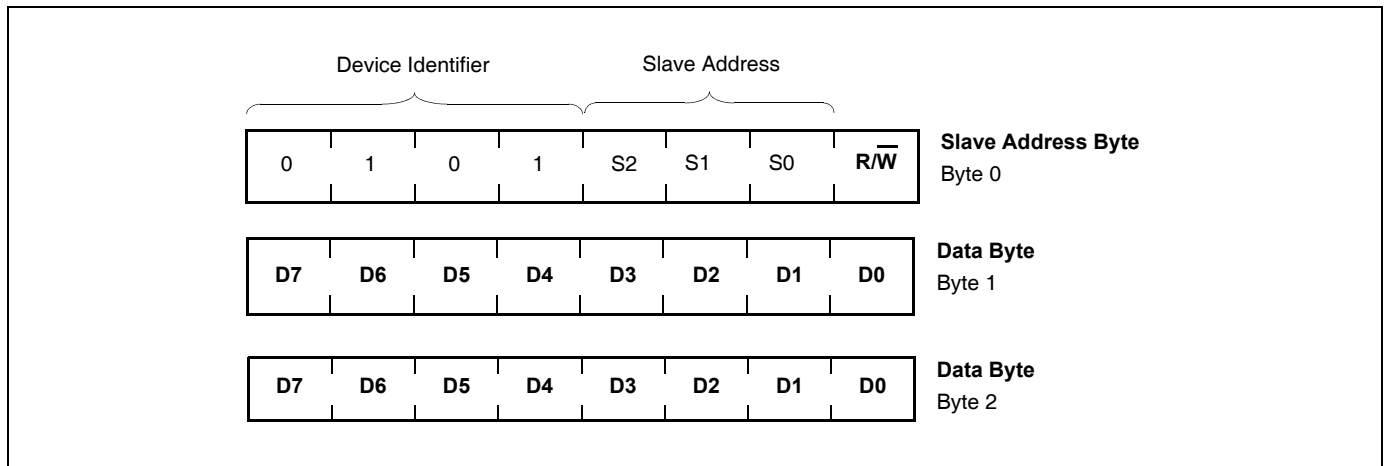 Device Identifier Slave Address
0 1 0 1 S2 S1 S0 R/W̅
Slave Address Byte
Byte 0
D7 D6 D5 D4 D3 D2 D1 D0
Data Byte
Byte 1
D7 D6 D5 D4 D3 D2 D1 D0
Data Byte
Byte 2